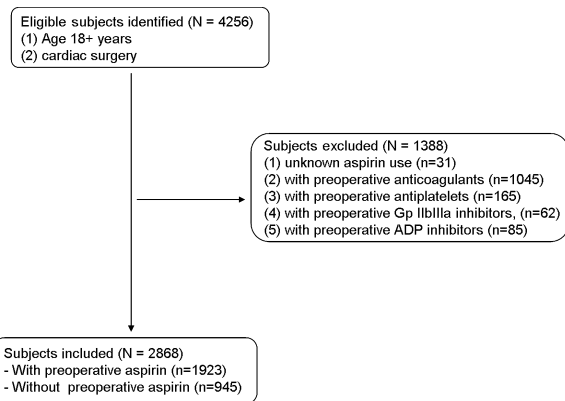 Eligible subjects identified (N = 4256)
(1) Age 18+ years
(2) cardiac surgery
Subjects excluded (N = 1388)
(1) unknown aspirin use (n=31)
(2) with preoperative anticoagulants (n=1045)
(3) with preoperative antiplatelets (n=165)
(4) with preoperative Gp IIbIIIa inhibitors, (n=62)
(5) with preoperative ADP inhibitors (n=85)
Subjects included (N = 2868)
- With preoperative aspirin (n=1923)
- Without preoperative aspirin (n=945)